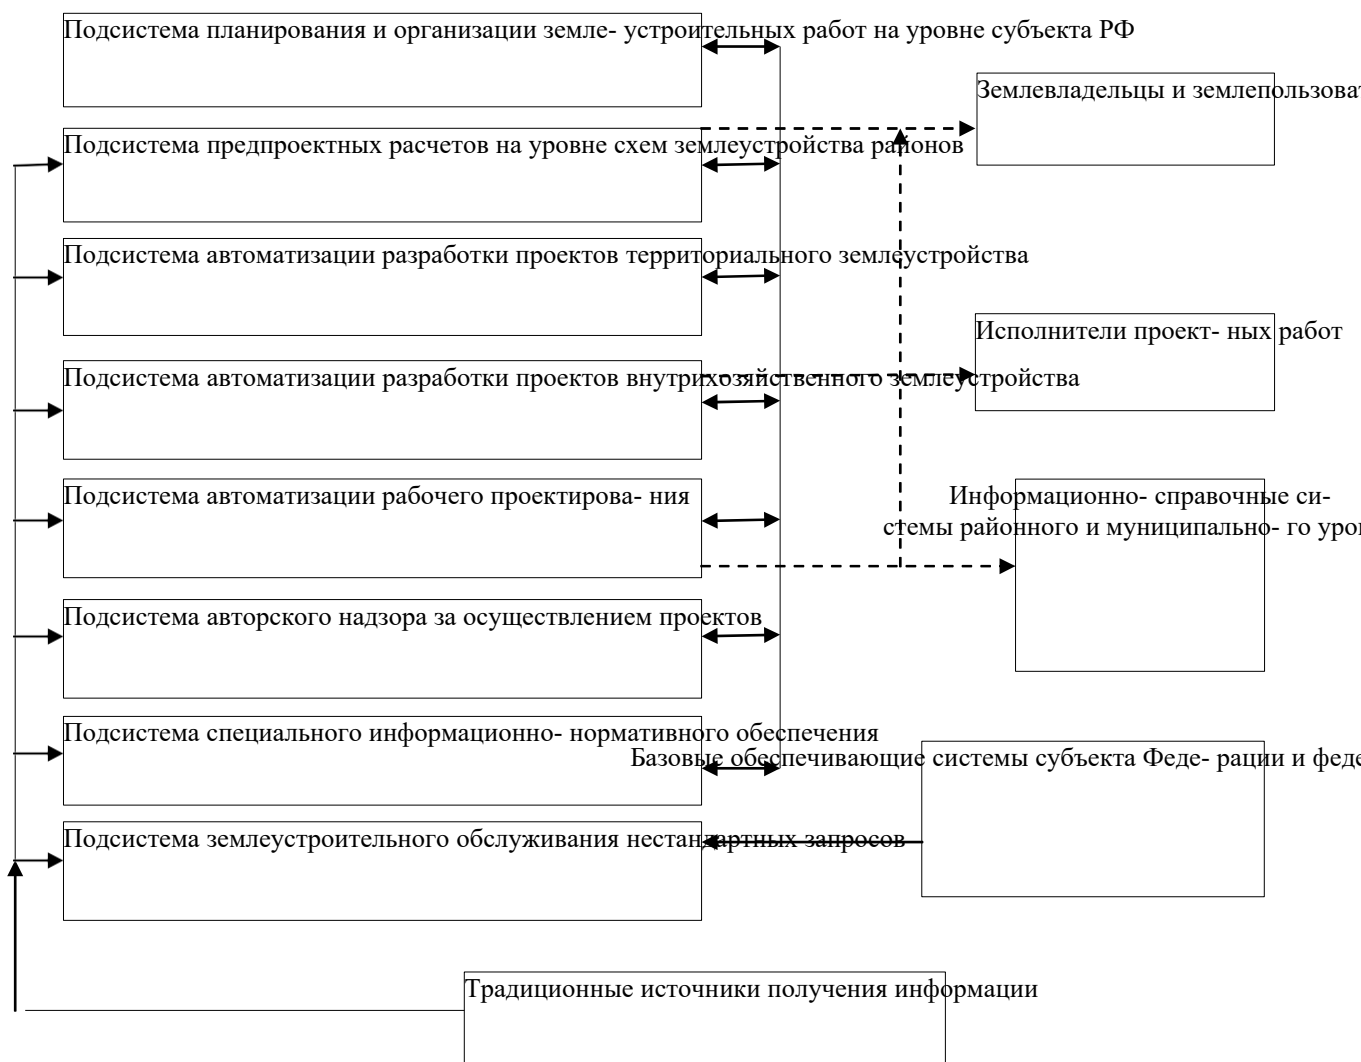 Подсистема планирования и организации земле- устроительных работ на уровне субъекта РФ
Землевладельцы и
Подсистема предпроектных расчетов на уровне схем землеустройства районов
Подсистема автоматизации разработки проектов территориального землеустройства
Исполнители проект- ных работ
Подсистема автоматизации разработки проектов внутрихозяйственного землеустройства
Подсистема автоматизации рабочего проектирова- ния
Информационно- справочные си-
стемы районного и муниципально- го
Подсистема авторского надзора за осуществлением проектов
Подсистема специального информационно- нормативного обеспечения
Базовые обеспечивающие системы субъекта Феде- рации и
Подсистема землеустроительного обслуживания нестандартных запросов
Традиционные источники получения информации